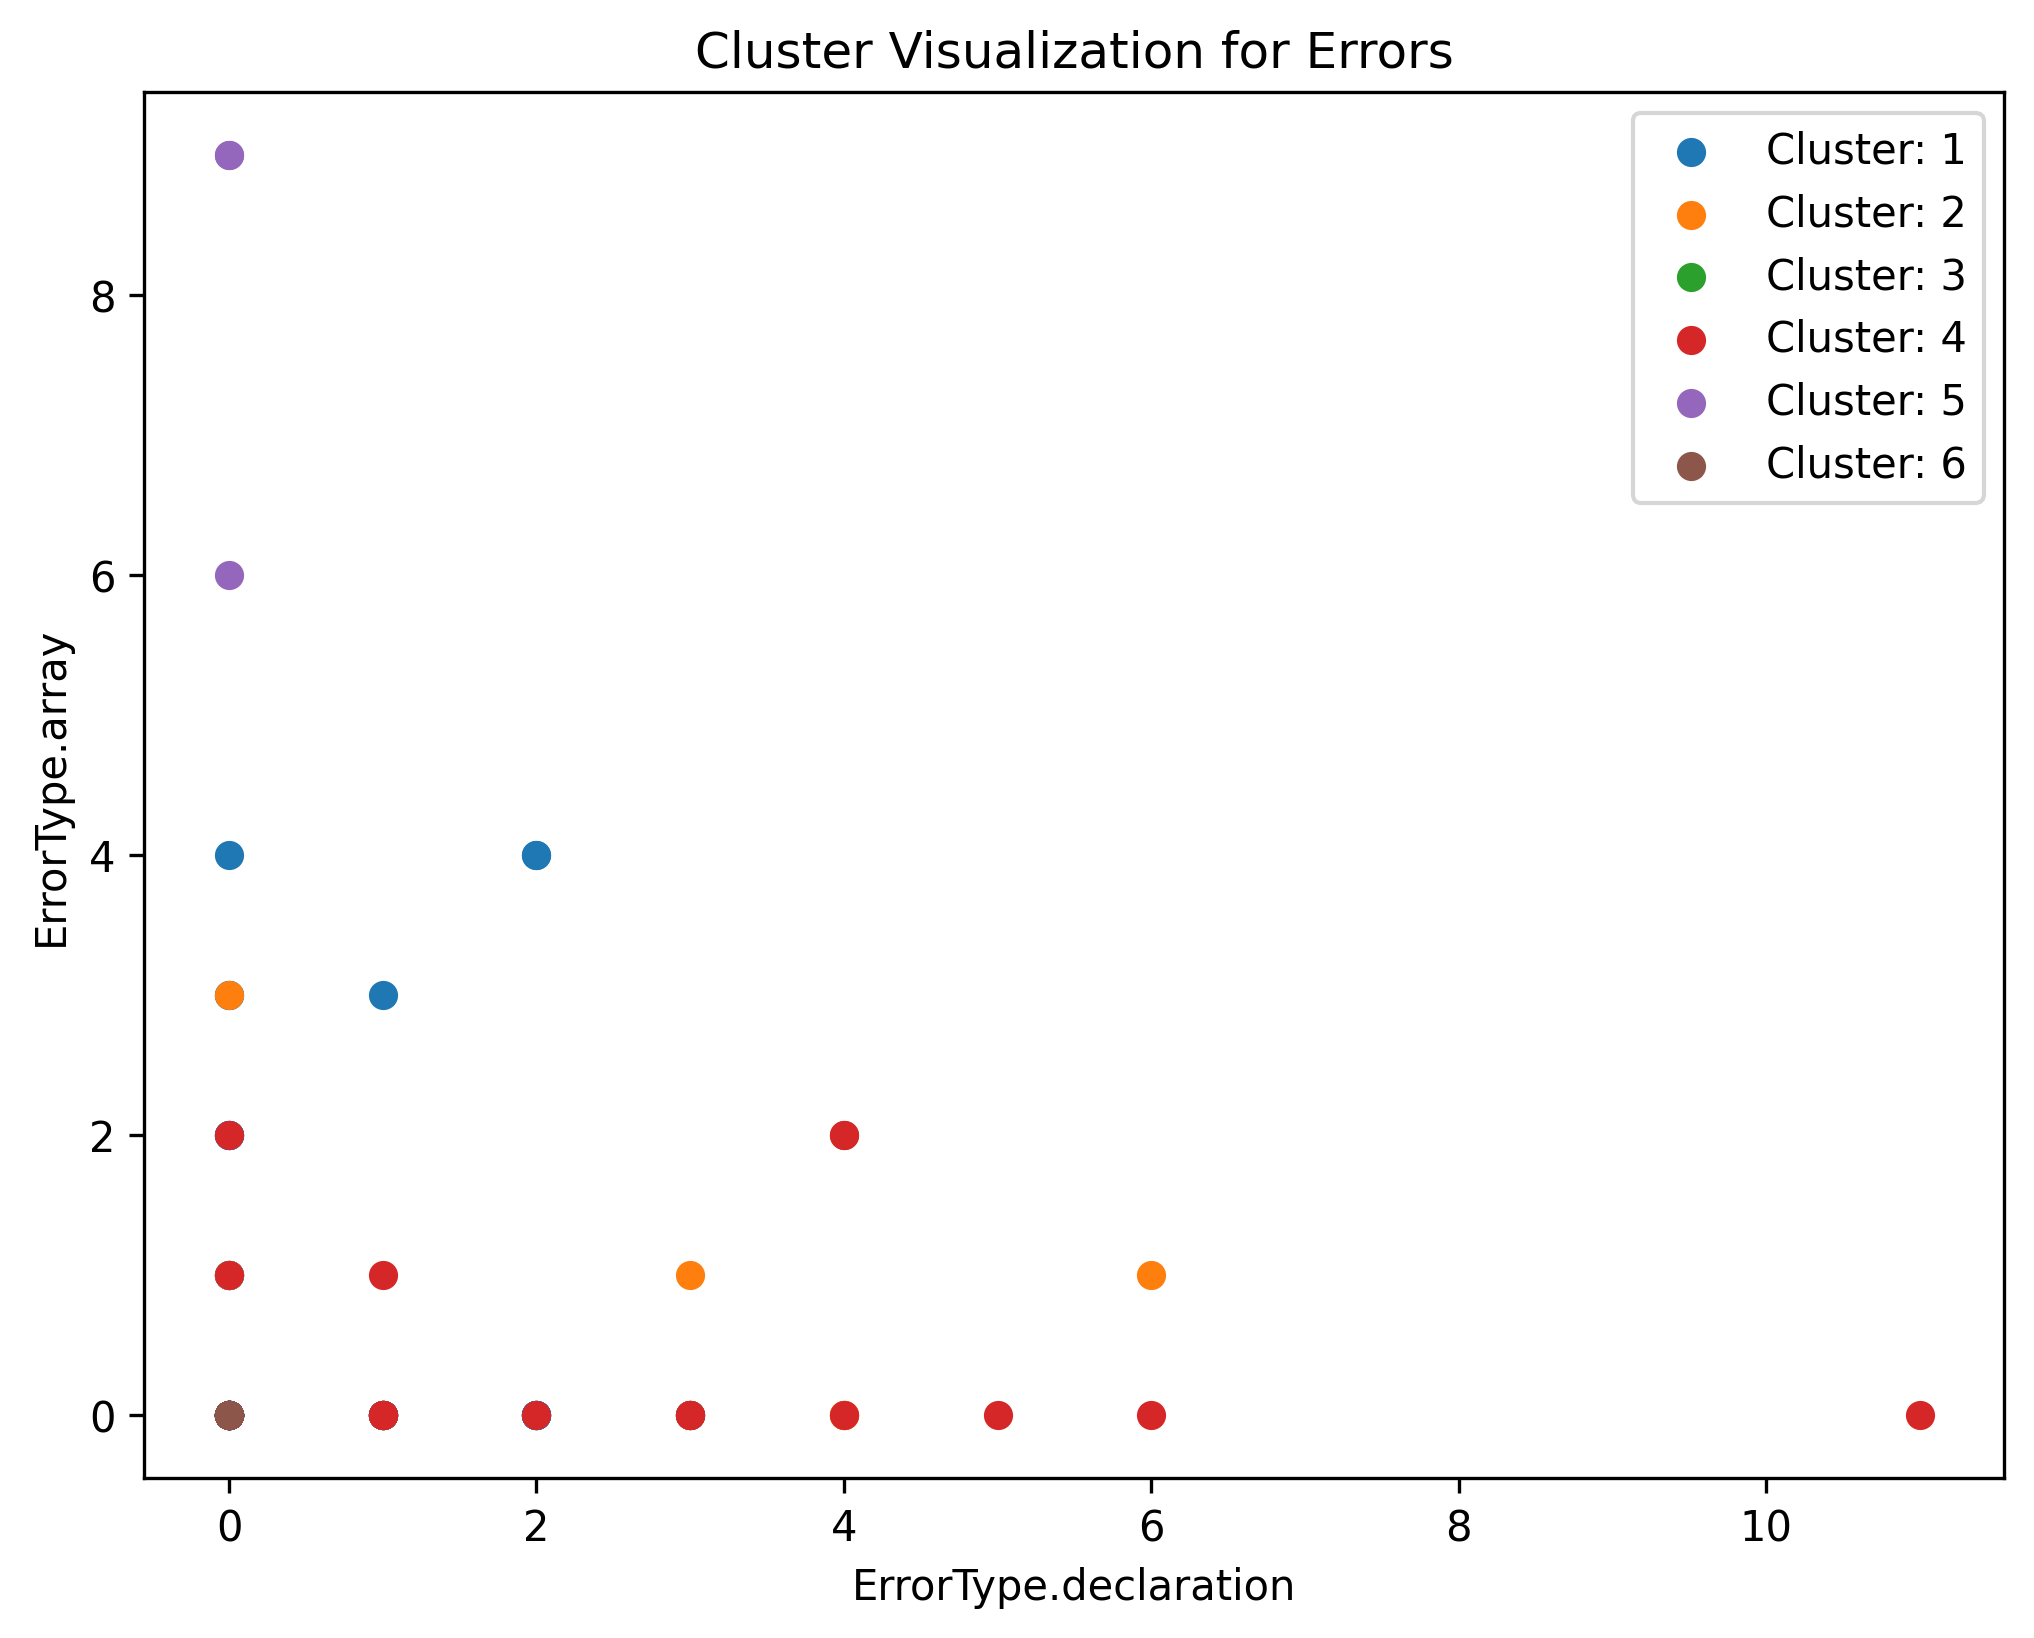 Cluster Visualization for Errors
Cluster: 1
Cluster: 2
Cluster: 3
Cluster: 4
Cluster: 5
Cluster: 6
8
6
4
2
0
ErrorType.array
0 2 4 6 8 10
ErrorType.declaration